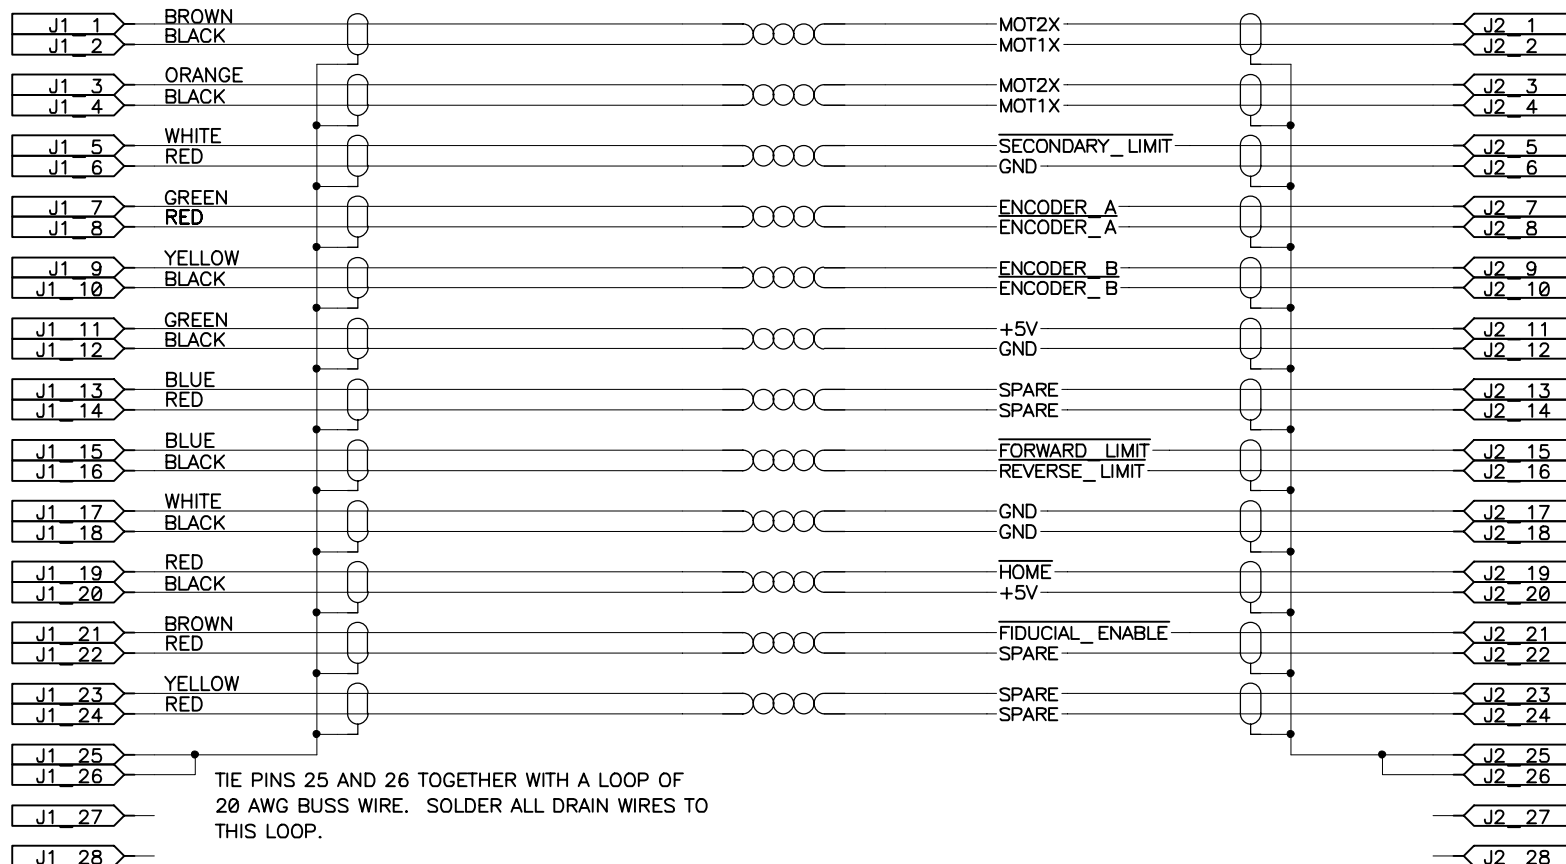 J1_1 BROWN MOT2X J2_1
J1_2 BLACK MOT1X J2_2
J1_3 ORANGE MOT2X J2_3
J1_4 BLACK MOT1X J2_4
J1_5 WHITE SECONDARY_LIMIT J2_5
J1_6 RED GND J2_6
J1_7 GREEN ENCODER_A J2_7
J1_8 RED ENCODER_A J2_8
J1_9 YELLOW ENCODER_B J2_9
J1_10 BLACK ENCODER_B J2_10
J1_11 GREEN +5V J2_11
J1_12 BLACK GND J2_12
J1_13 BLUE SPARE J2_13
J1_14 RED SPARE J2_14
J1_15 BLUE FORWARD_LIMIT J2_15
J1_16 BLACK REVERSE_LIMIT J2_16
J1_17 WHITE GND J2_17
J1_18 BLACK GND J2_18
J1_19 RED HOME J2_19
J1_20 BLACK +5V J2_20
J1_21 BROWN FIDUCIAL_ENABLE J2_21
J1_22 RED SPARE J2_22
J1_23 YELLOW SPARE J2_23
J1_24 RED SPARE J2_24
J1_25 J2_25
J1_26 J2_26
TIE PINS 25 AND 26 TOGETHER WITH A LOOP OF
20 AWG BUSS WIRE. SOLDER ALL DRAIN WIRES TO
THIS LOOP.
J1_27 J2_27
J1_28 J2_28